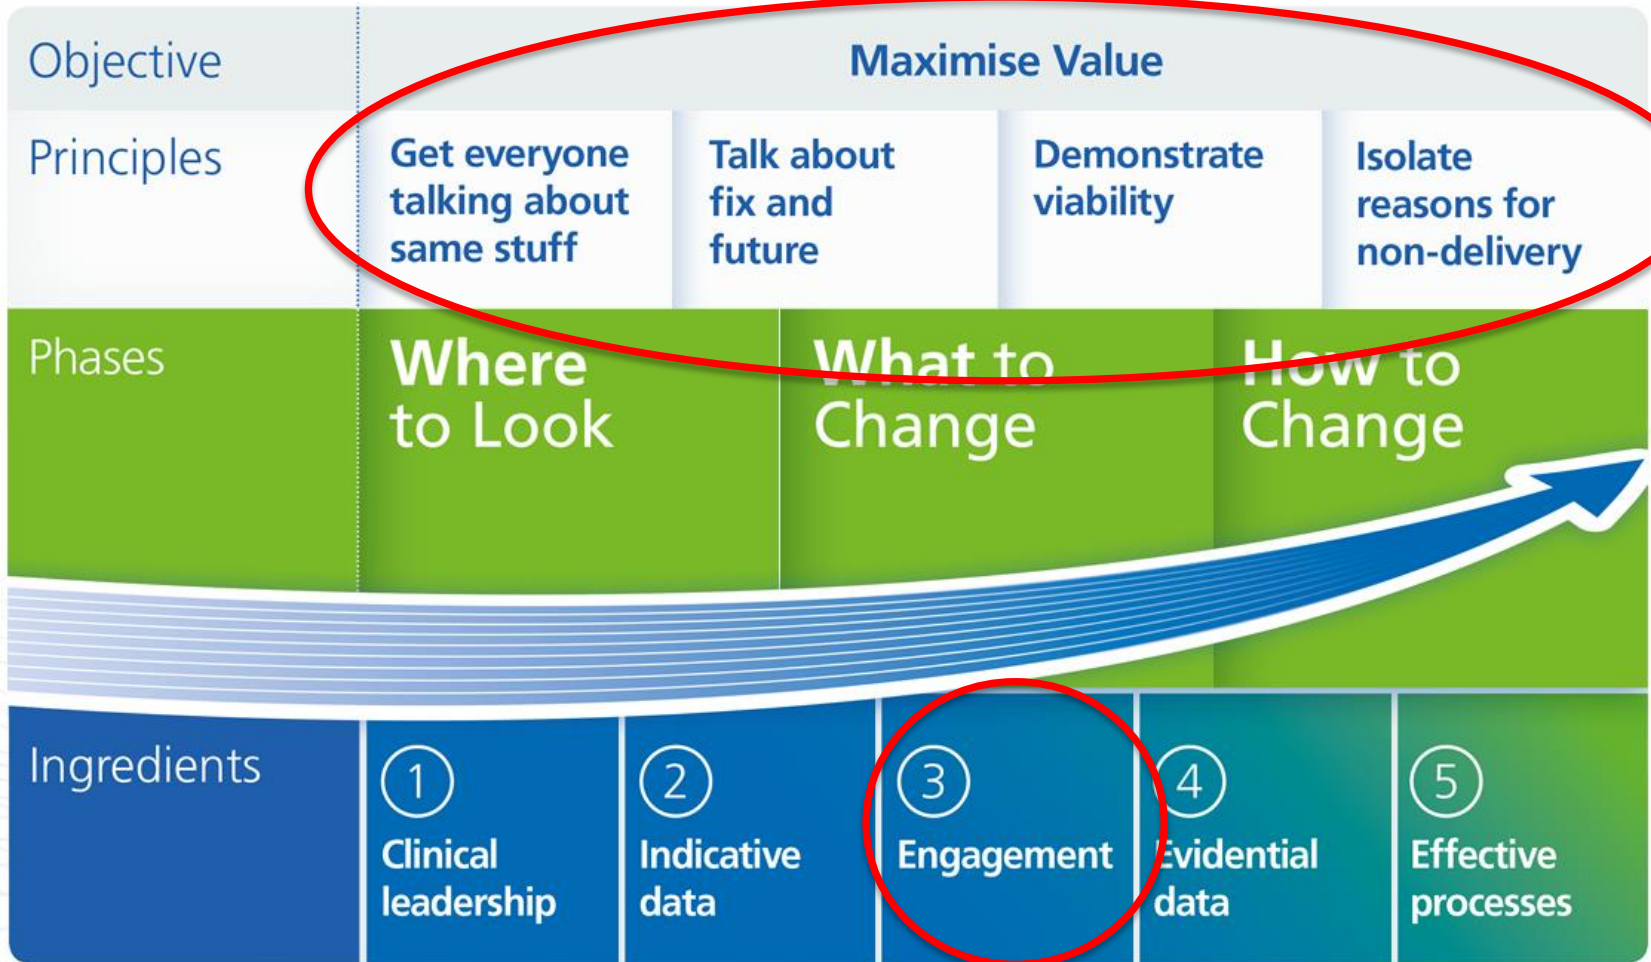 Objective
Maximise Value
Principles
Get everyone
talking about
same stuff
Talk about
fix and
future
Demonstrate
viability
Isolate
reasons for
non-delivery
Phases
Where
to Look
What to
Change
How to
Change
Ingredients
1
Clinical
leadership
2
Indicative
data
3
Engagement
4
Evidential
data
5
Effective
processes